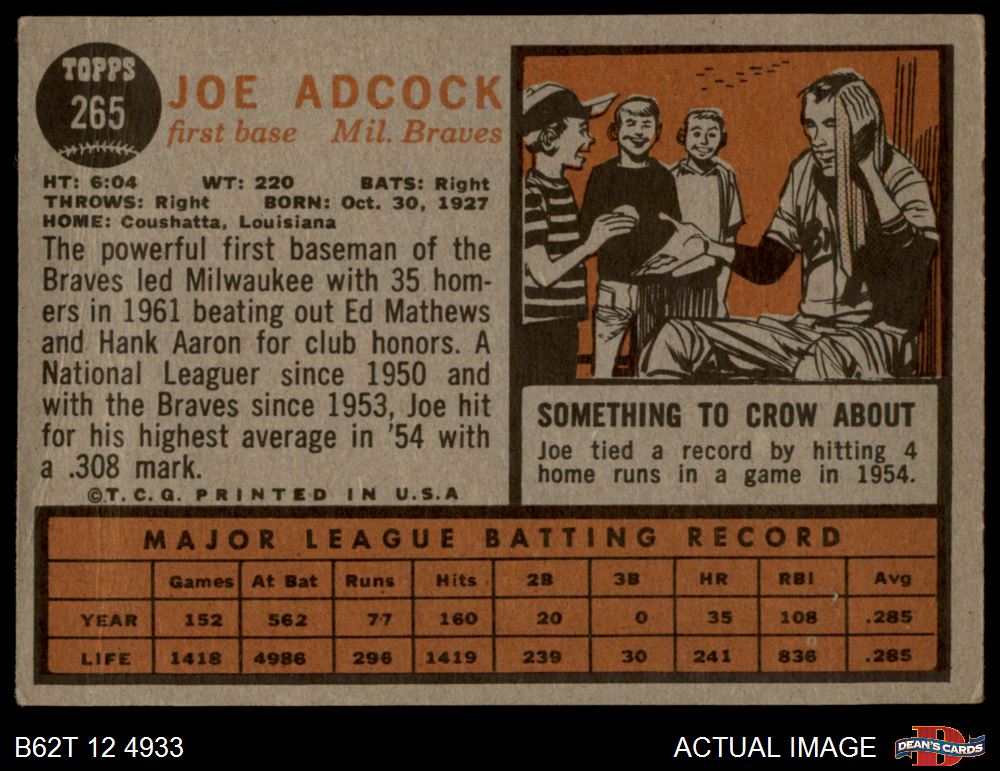 TOPPS
265
JOE ADCOCK
first base Mil. Braves
HT: 6:04 WT: 220 BATS: Right
THROWS: Right BORN: Oct. 30, 1927
HOME: Coushatta, Louisiana
The powerful first baseman of the
Braves led Milwaukee with 35 hom-
ers in 1961 beating out Ed Mathews
and Hank Aaron for club honors. A
National Leaguer since 1950 and
with the Braves since 1953, Joe hit
for his highest average in '54 with
a .308 mark.
©T.C.G. PRINTED IN U.S.A
SOMETHING TO CROW ABOUT
Joe tied a record by hitting 4
home runs in a game in 1954.
MAJOR LEAGUE BATTING RECORD
Games At Bat Runs Hits 2B 3B HR RBI Avg
YEAR 152 562 77 160 20 0 35 108 .285
LIFE 1418 4986 296 1419 239 30 241 836 .285
B62T 12 4933
ACTUAL IMAGE
D
DEAN'S CARDS